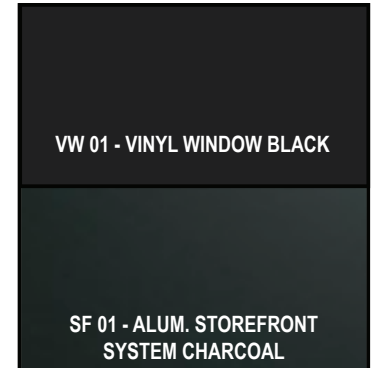 VW 01 - VINYL WINDOW BLACK
SF 01 - ALUM. STOREFRONT
SYSTEM CHARCOAL